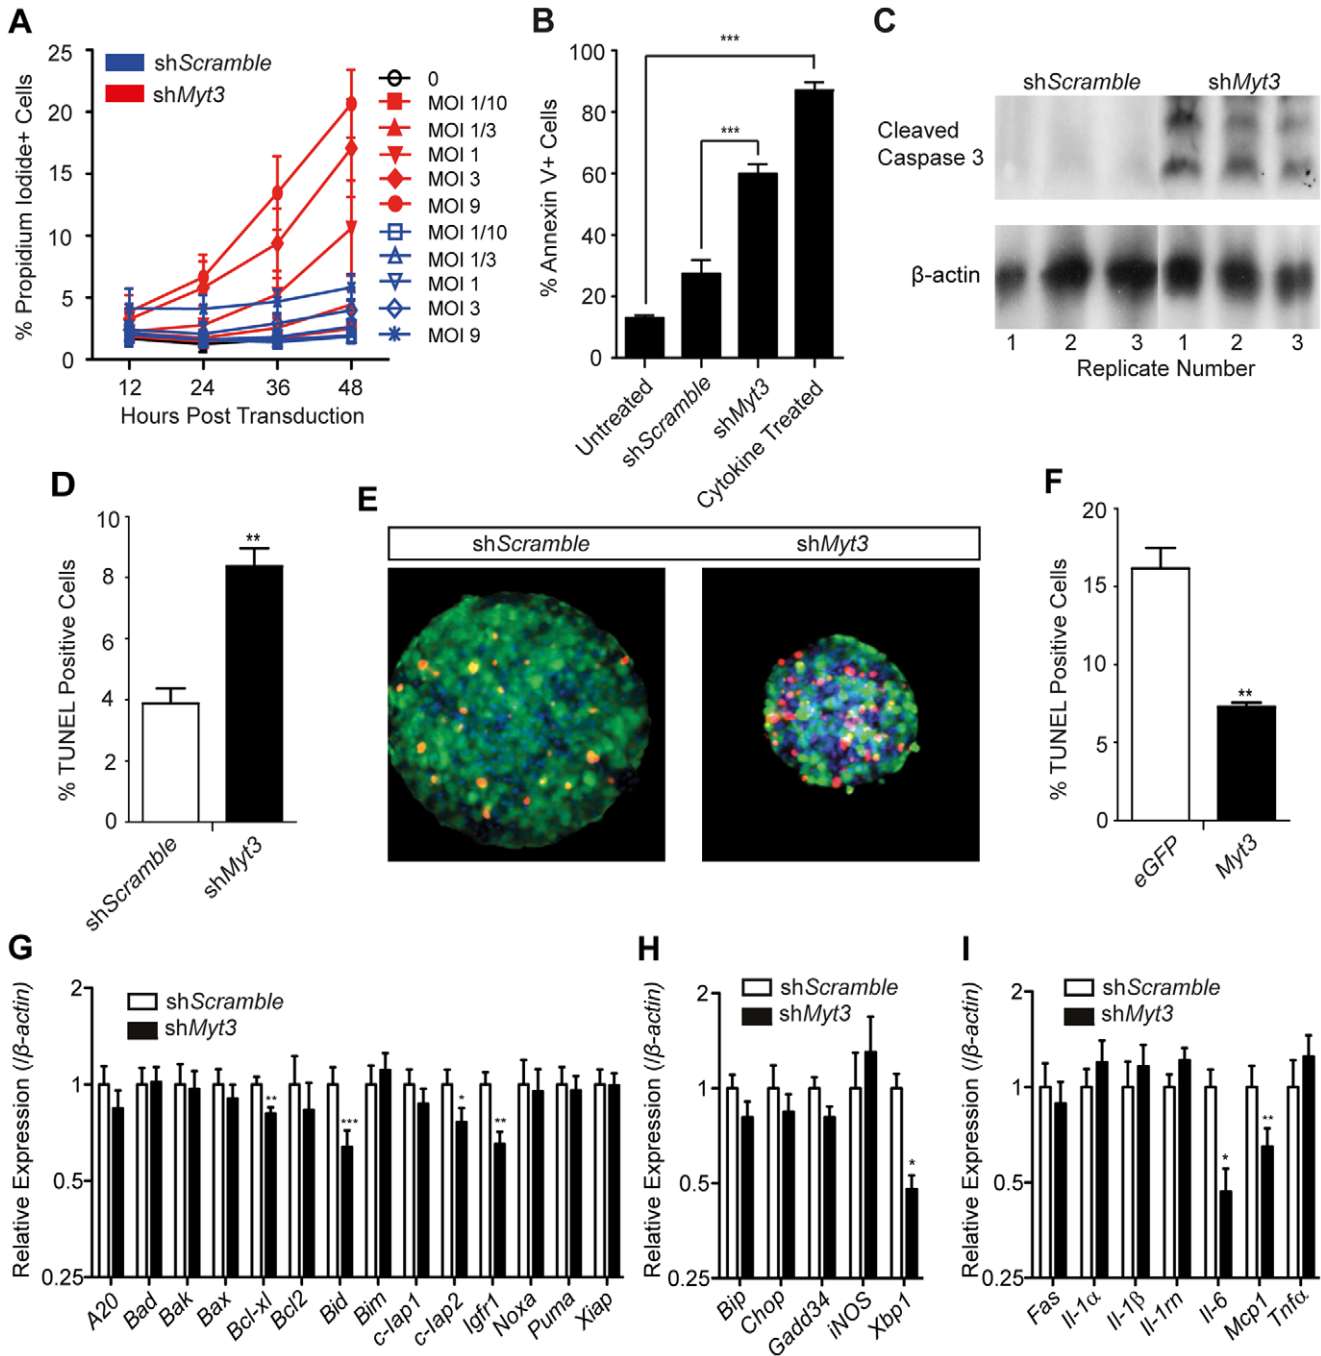 A
25
20
15
10
5
0
% Propidium Iodide+ Cells
shScramble
shMyt3
0
MOI 1/10
MOI 1/3
MOI 1
MOI 3
MOI 9
MOI 1/10
MOI 1/3
MOI 1
MOI 3
MOI 9
12 24 36 48
Hours Post Transduction
B
100
80
60
40
20
0
% Annexin V+ Cells
***
***
Untreated
shScramble
shMyt3
Cytokine Treated
C
shScramble shMyt3
Cleaved
Caspase 3
β-actin
1 2 3 1 2 3
Replicate Number
D
10
8
6
4
2
0
% TUNEL Positive Cells
**
shScramble
shMyt3
E
shScramble shMyt3
F
20
15
10
5
0
% TUNEL Positive Cells
**
eGFP
Myt3
G
2
1
0.5
0.25
Relative Expression (/β-actin)
shScramble
shMyt3
** *** * **
A20 Bad Bak Bax Bcl-xl Bcl2 Bid Bim c-Iap1 c-Iap2 Igfr1 Noxa Puma Xiap
H
2
1
0.5
0.25
Relative Expression (/β-actin)
shScramble
shMyt3
*
Bip Chop Gadd34 iNOS Xbp1
I
2
1
0.5
0.25
Relative Expression (/β-actin)
shScramble
shMyt3
* **
Fas Il-1α Il-1β Il-1rn Il-6 Mcp1 Tnfα